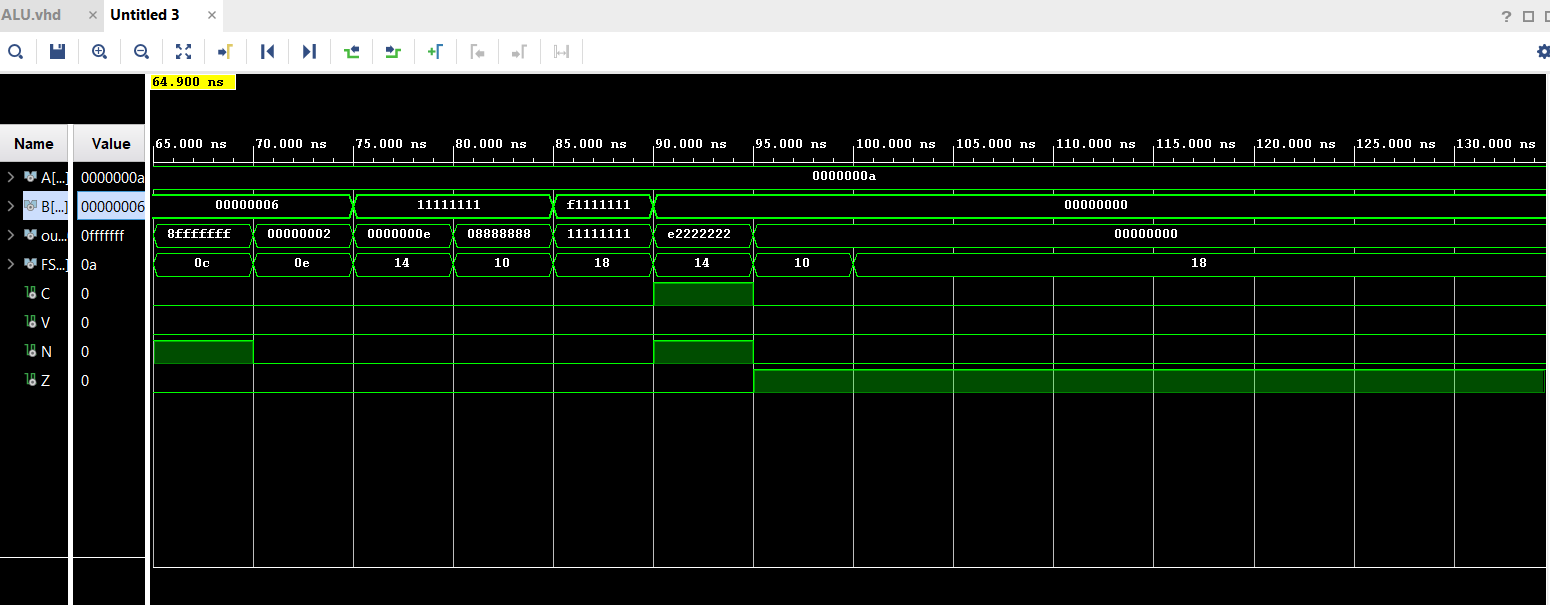 ALU.vhd × Untitled 3 ×
?
64.900 ns
Name Value
65.000 ns 70.000 ns 75.000 ns 80.000 ns 85.000 ns 90.000 ns 95.000 ns 100.000 ns 105.000 ns 110.000 ns 115.000 ns 120.000 ns 125.000 ns 130.000 ns
A[...] 0000000a 0000000a
B[...] 00000006 00000006 11111111 f1111111 00000000
ou... 0fffffff 8fffffff 00000002 0000000e 08888888 11111111 e2222222 00000000
FS...] 0a 0c 0e 14 10 18 14 10 18
C 0
V 0
N 0
Z 0